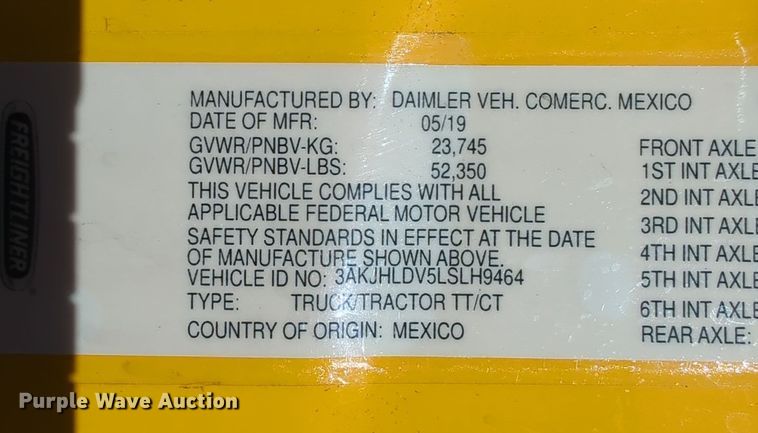 FREIGHTLINER
MANUFACTURED BY: DAIMLER VEH. COMERC. MEXICO
DATE OF MFR: 05/19
GVWR/PNBV-KG: 23,745
GVWR/PNBV-LBS: 52,350
THIS VEHICLE COMPLIES WITH ALL
APPLICABLE FEDERAL MOTOR VEHICLE
SAFETY STANDARDS IN EFFECT AT THE DATE
OF MANUFACTURE SHOWN ABOVE.
VEHICLE ID NO: 3AKJHLDV5LSLH9464
TYPE: TRUCK/TRACTOR TT/CT
COUNTRY OF ORIGIN: MEXICO
FRONT AXLE
1ST INT AXLE
2ND INT AXLE
3RD INT AXLE
4TH INT AXLE
5TH INT AXLE
6TH INT AXLE
REAR AXLE:
Purple Wave Auction